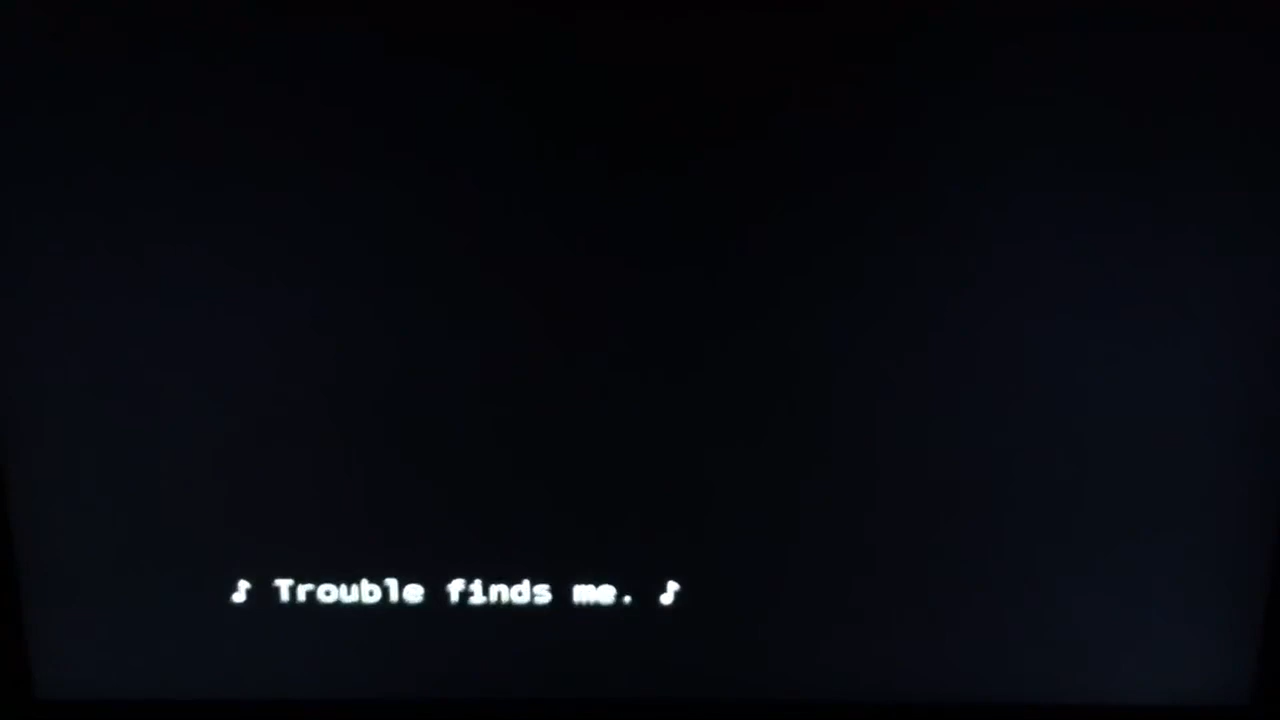 ♪ Trouble finds me. ♪